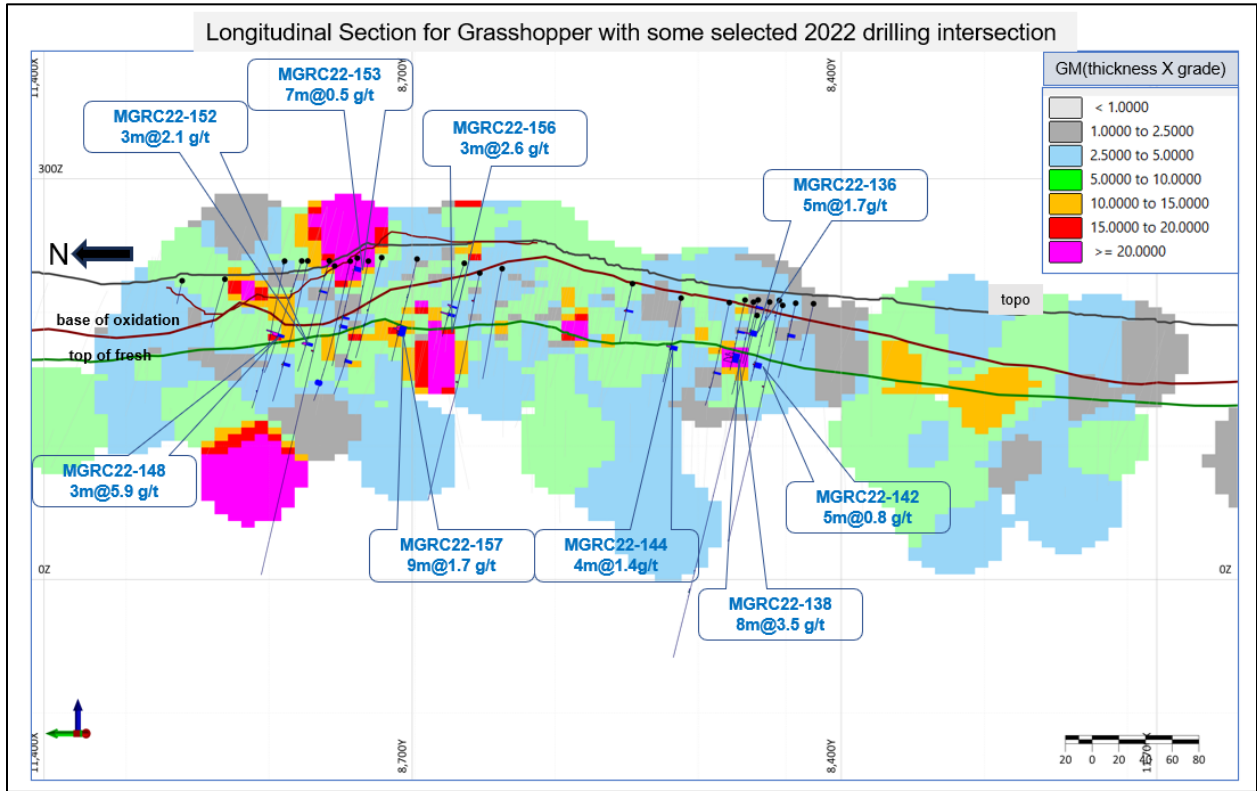 Longitudinal Section for Grasshopper with some selected 2022 drilling intersection
11,400X
8,700Y
8,400Y
GM(thickness X grade)
< 1.0000
1.0000 to 2.5000
2.5000 to 5.0000
5.0000 to 10.0000
10.0000 to 15.0000
15.0000 to 20.0000
>= 20.0000
MGRC22-153
7m@0.5 g/t
MGRC22-152
3m@2.1 g/t
MGRC22-156
3m@2.6 g/t
MGRC22-136
5m@1.7g/t
300Z
N
topo
base of oxidation
top of fresh
MGRC22-148
3m@5.9 g/t
MGRC22-142
5m@0.8 g/t
MGRC22-157
9m@1.7 g/t
MGRC22-144
4m@1.4g/t
0Z
0Z
MGRC22-138
8m@3.5 g/t
11,400X
8,700Y
8,400Y
20 0 20 40 60 80